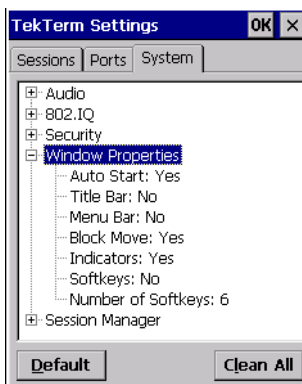 TekTerm Settings OK ×
Sessions Ports System
Audio
802.IQ
Security
Window Properties
Auto Start: Yes
Title Bar: No
Menu Bar: No
Block Move: Yes
Indicators: Yes
Softkeys: No
Number of Softkeys: 6
Session Manager
Default Clean All